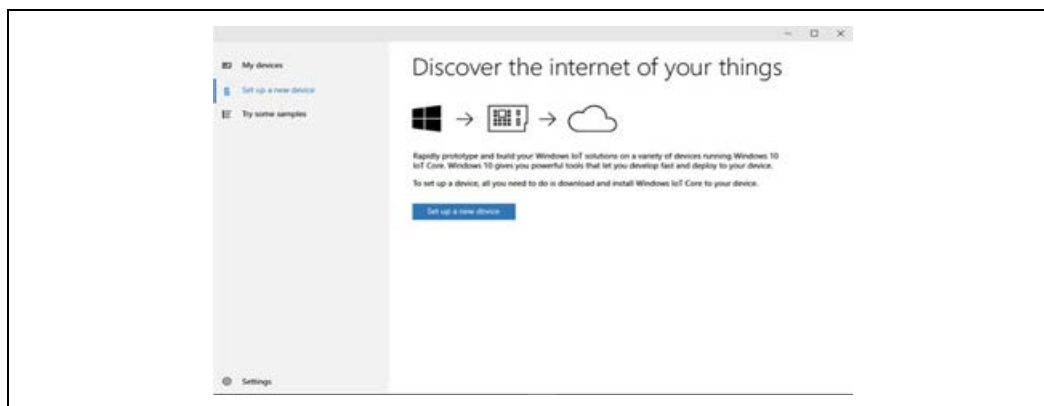 My devices
Set up a new device
Try some samples
Settings
Discover the internet of your things
Rapidly prototype and build your Windows IoT solutions on a variety of devices running Windows 10
IoT Core. Windows 10 gives you powerful tools that let you develop fast and deploy to your device.
To set up a device, all you need to do is download and install Windows IoT Core to your device.
Set up a new device